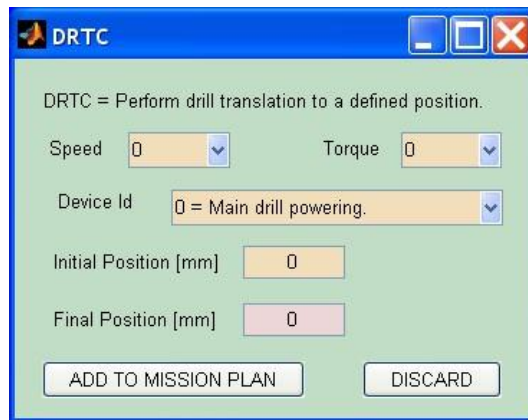 DRTC
DRTC = Perform drill translation to a defined position.
Speed 0 Torque 0
Device Id 0 = Main drill powering.
Initial Position [mm] 0
Final Position [mm] 0
ADD TO MISSION PLAN DISCARD